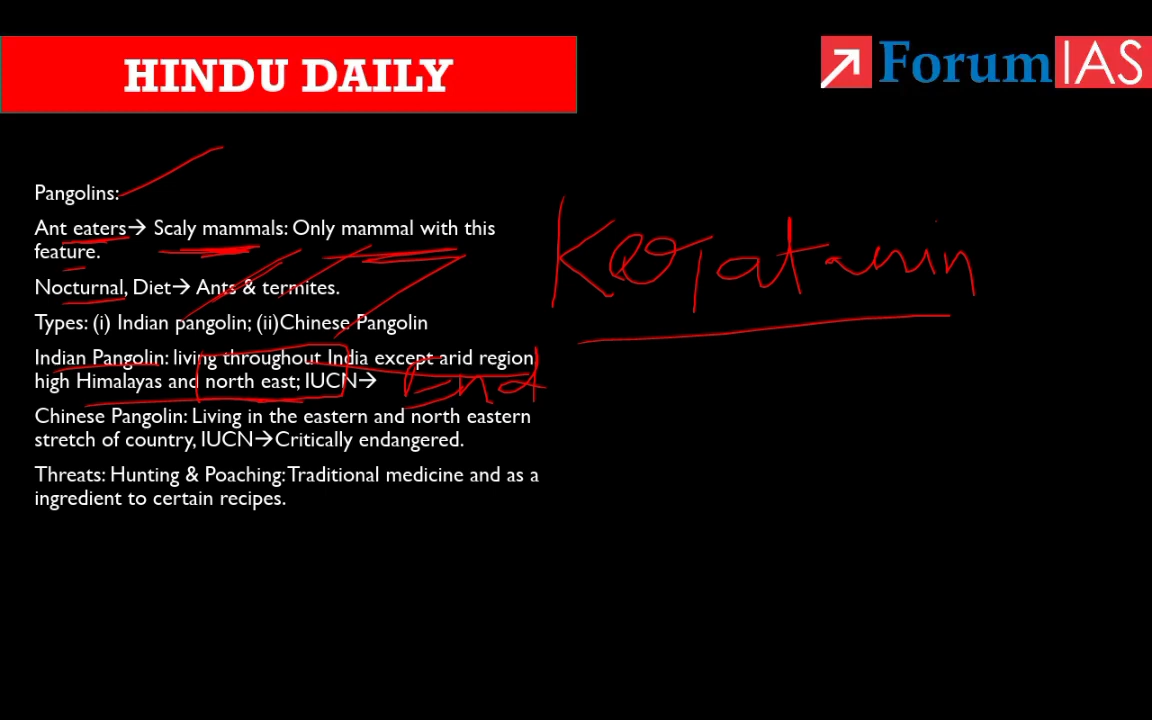 HINDU DAILY
ForumIAS
Pangolins:
Ant eaters→ Scaly mammals: Only mammal with this
feature.
Nocturnal, Diet→ Ants & termites.
Types: (i) Indian pangolin; (ii)Chinese Pangolin
Indian Pangolin: living throughout India except arid region,
high Himalayas and north east; IUCN→ End
Chinese Pangolin: Living in the eastern and north eastern
stretch of country, IUCN→Critically endangered.
Threats: Hunting & Poaching: Traditional medicine and as a
ingredient to certain recipes.
Keratanin